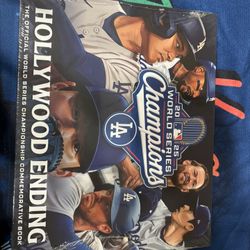 HOLLYWOOD ENDING
THE OFFICIAL WORLD SERIES CHAMPIONSHIP COMMEMORATIVE BOOK
2025
WORLD SERIES
Champions
LA